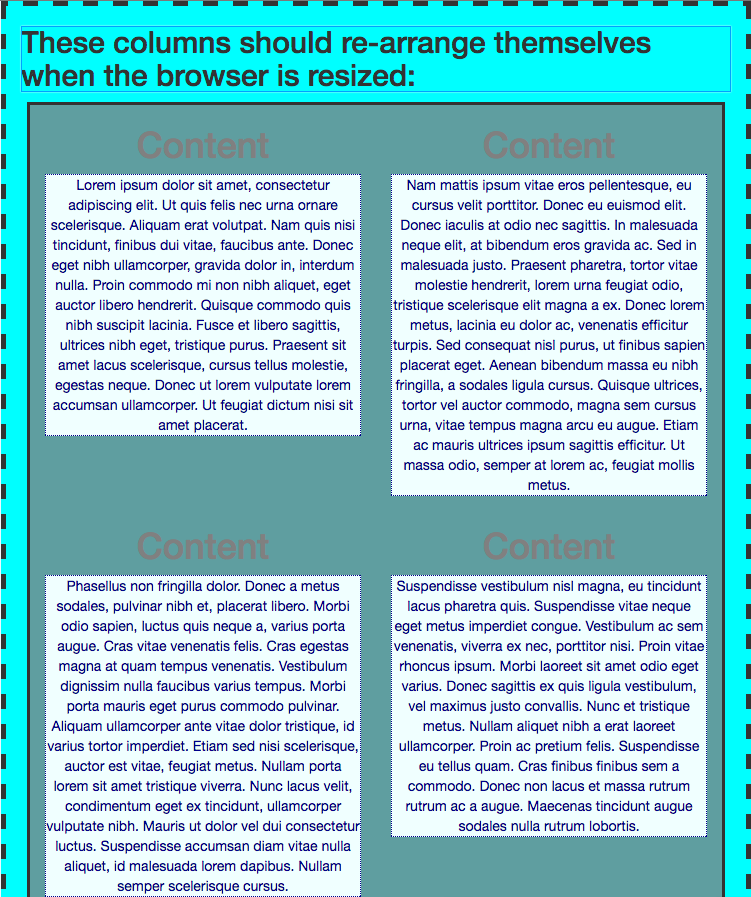 These columns should re-arrange themselves
when the browser is resized:
Content
Lorem ipsum dolor sit amet, consectetur
adipiscing elit. Ut quis felis nec urna ornare
scelerisque. Aliquam erat volutpat. Nam quis nisi
tincidunt, finibus dui vitae, faucibus ante. Donec
eget nibh ullamcorper, gravida dolor in, interdum
nulla. Proin commodo mi non nibh aliquet, eget
auctor libero hendrerit. Quisque commodo quis
nibh suscipit lacinia. Fusce et libero sagittis,
ultrices nibh eget, tristique purus. Praesent sit
amet lacus scelerisque, cursus tellus molestie,
egestas neque. Donec ut lorem vulputate lorem
accumsan ullamcorper. Ut feugiat dictum nisi sit
amet placerat.
Content
Nam mattis ipsum vitae eros pellentesque, eu
cursus velit porttitor. Donec eu euismod elit.
Donec iaculis at odio nec sagittis. In malesuada
neque elit, at bibendum eros gravida ac. Sed in
malesuada justo. Praesent pharetra, tortor vitae
molestie hendrerit, lorem urna feugiat odio,
tristique scelerisque elit magna a ex. Donec lorem
metus, lacinia eu dolor ac, venenatis efficitur
turpis. Sed consequat nisl purus, ut finibus sapien
placerat eget. Aenean bibendum massa eu nibh
fringilla, a sodales ligula cursus. Quisque ultrices,
tortor vel auctor commodo, magna sem cursus
urna, vitae tempus magna arcu eu augue. Etiam
ac mauris ultrices ipsum sagittis efficitur. Ut
massa odio, semper at lorem ac, feugiat mollis
metus.
Content
Phasellus non fringilla dolor. Donec a metus
sodales, pulvinar nibh et, placerat libero. Morbi
odio sapien, luctus quis neque a, varius porta
augue. Cras vitae venenatis felis. Cras egestas
magna at quam tempus venenatis. Vestibulum
dignissim nulla faucibus varius tempus. Morbi
porta mauris eget purus commodo pulvinar.
Aliquam ullamcorper ante vitae dolor tristique, id
varius tortor imperdiet. Etiam sed nisi scelerisque,
auctor est vitae, feugiat metus. Nullam porta
lorem sit amet tristique viverra. Nunc lacus velit,
condimentum eget ex tincidunt, ullamcorper
vulputate nibh. Mauris ut dolor vel dui consectetur
luctus. Suspendisse accumsan diam vitae nulla
aliquet, id malesuada lorem dapibus. Nullam
semper scelerisque cursus.
Content
Suspendisse vestibulum nisl magna, eu tincidunt
lacus pharetra quis. Suspendisse vitae neque
eget metus imperdiet congue. Vestibulum ac sem
venenatis, viverra ex nec, porttitor nisi. Proin vitae
rhoncus ipsum. Morbi laoreet sit amet odio eget
varius. Donec sagittis ex quis ligula vestibulum,
vel maximus justo convallis. Nunc et tristique
metus. Nullam aliquet nibh a erat laoreet
ullamcorper. Proin ac pretium felis. Suspendisse
eu tellus quam. Cras finibus finibus sem a
commodo. Donec non lacus et massa rutrum
rutrum ac a augue. Maecenas tincidunt augue
sodales nulla rutrum lobortis.